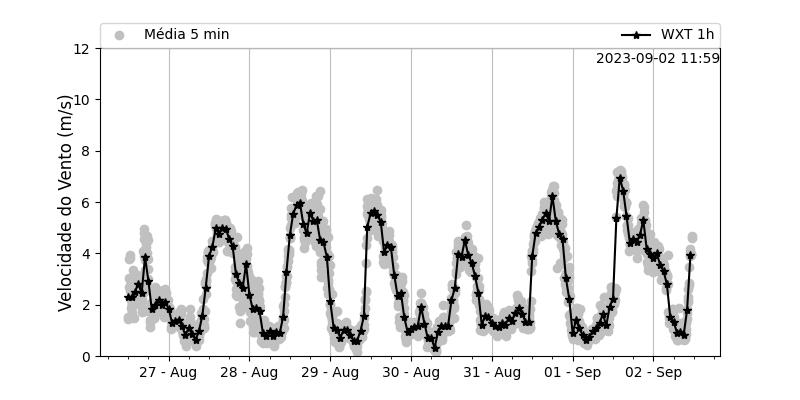 Média 5 min
WXT 1h
2023-09-02 11:59
Velocidade do Vento (m/s)
12
10
8
6
4
2
0
27 - Aug
28 - Aug
29 - Aug
30 - Aug
31 - Aug
01 - Sep
02 - Sep